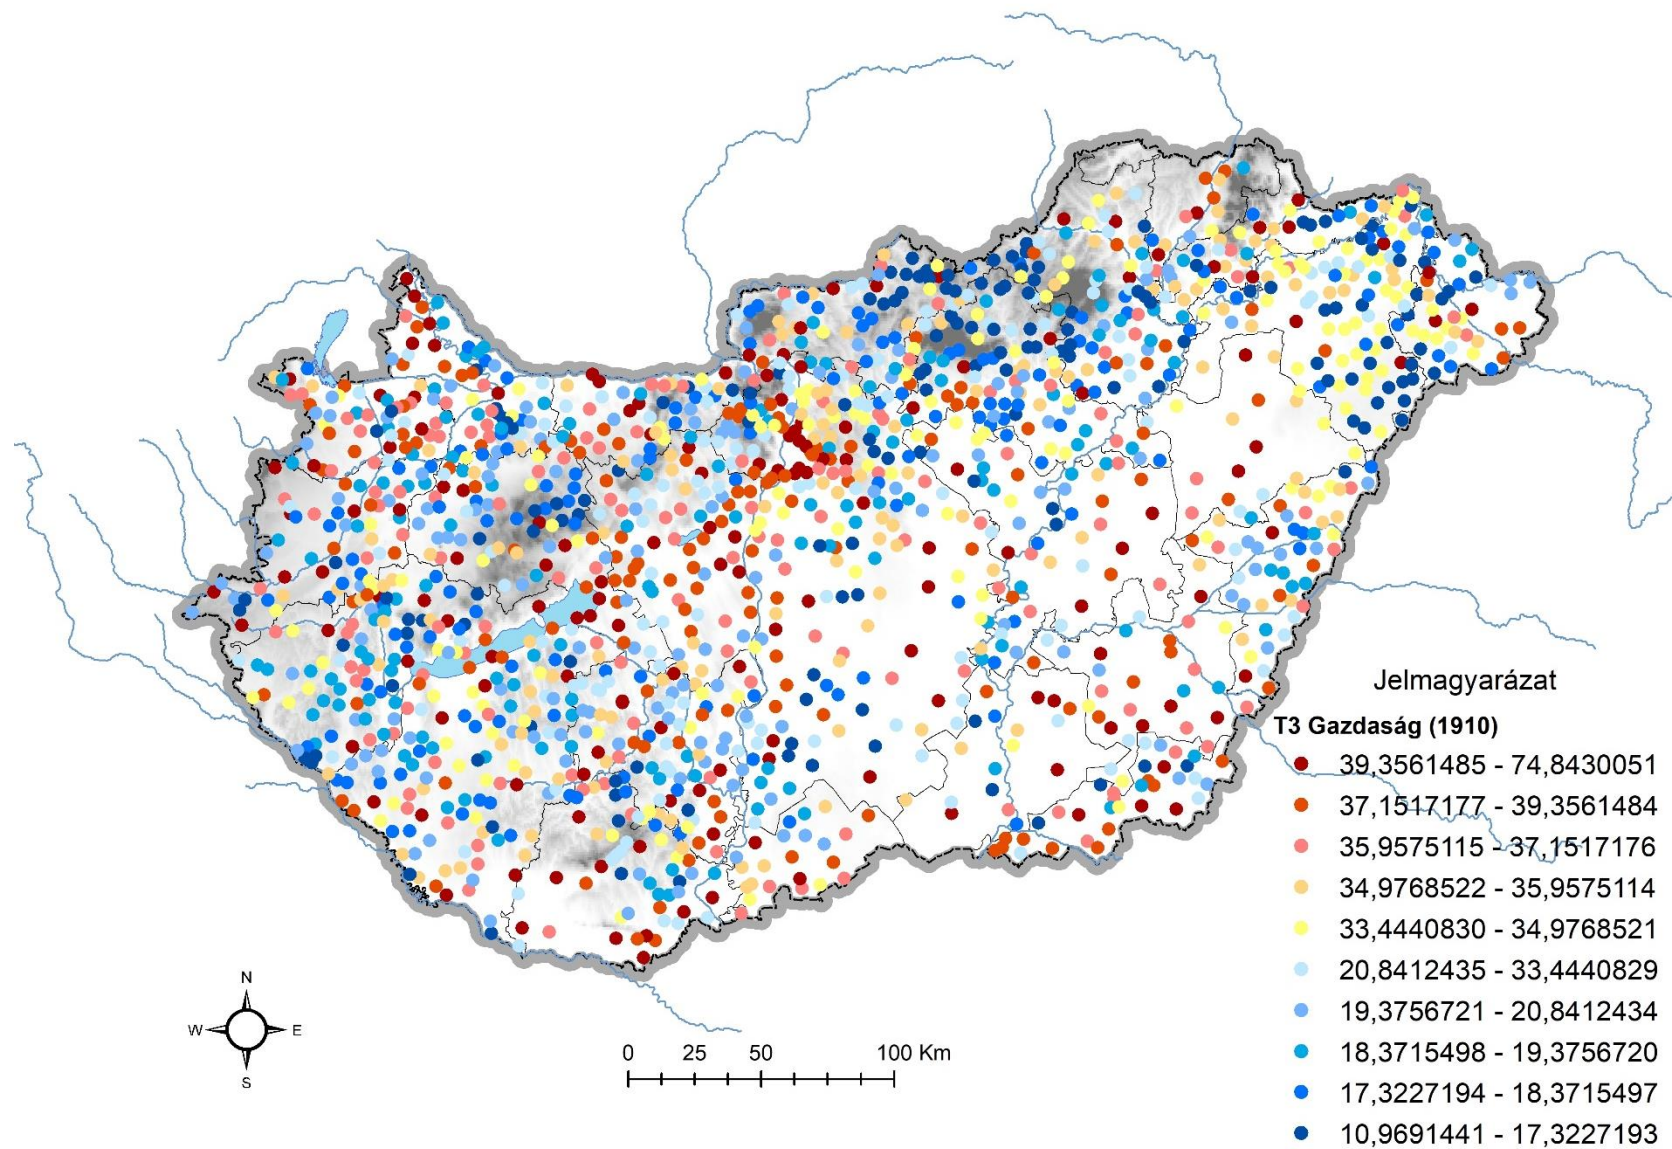 Jelmagyarázat
T3 Gazdaság (1910)
39,3561485 - 74,8430051
37,1517177 - 39,3561484
35,9575115 - 37,1517176
34,9768522 - 35,9575114
33,4440830 - 34,9768521
20,8412435 - 33,4440829
19,3756721 - 20,8412434
18,3715498 - 19,3756720
17,3227194 - 18,3715497
10,9691441 - 17,3227193
N
W E
S
0 25 50 100 Km